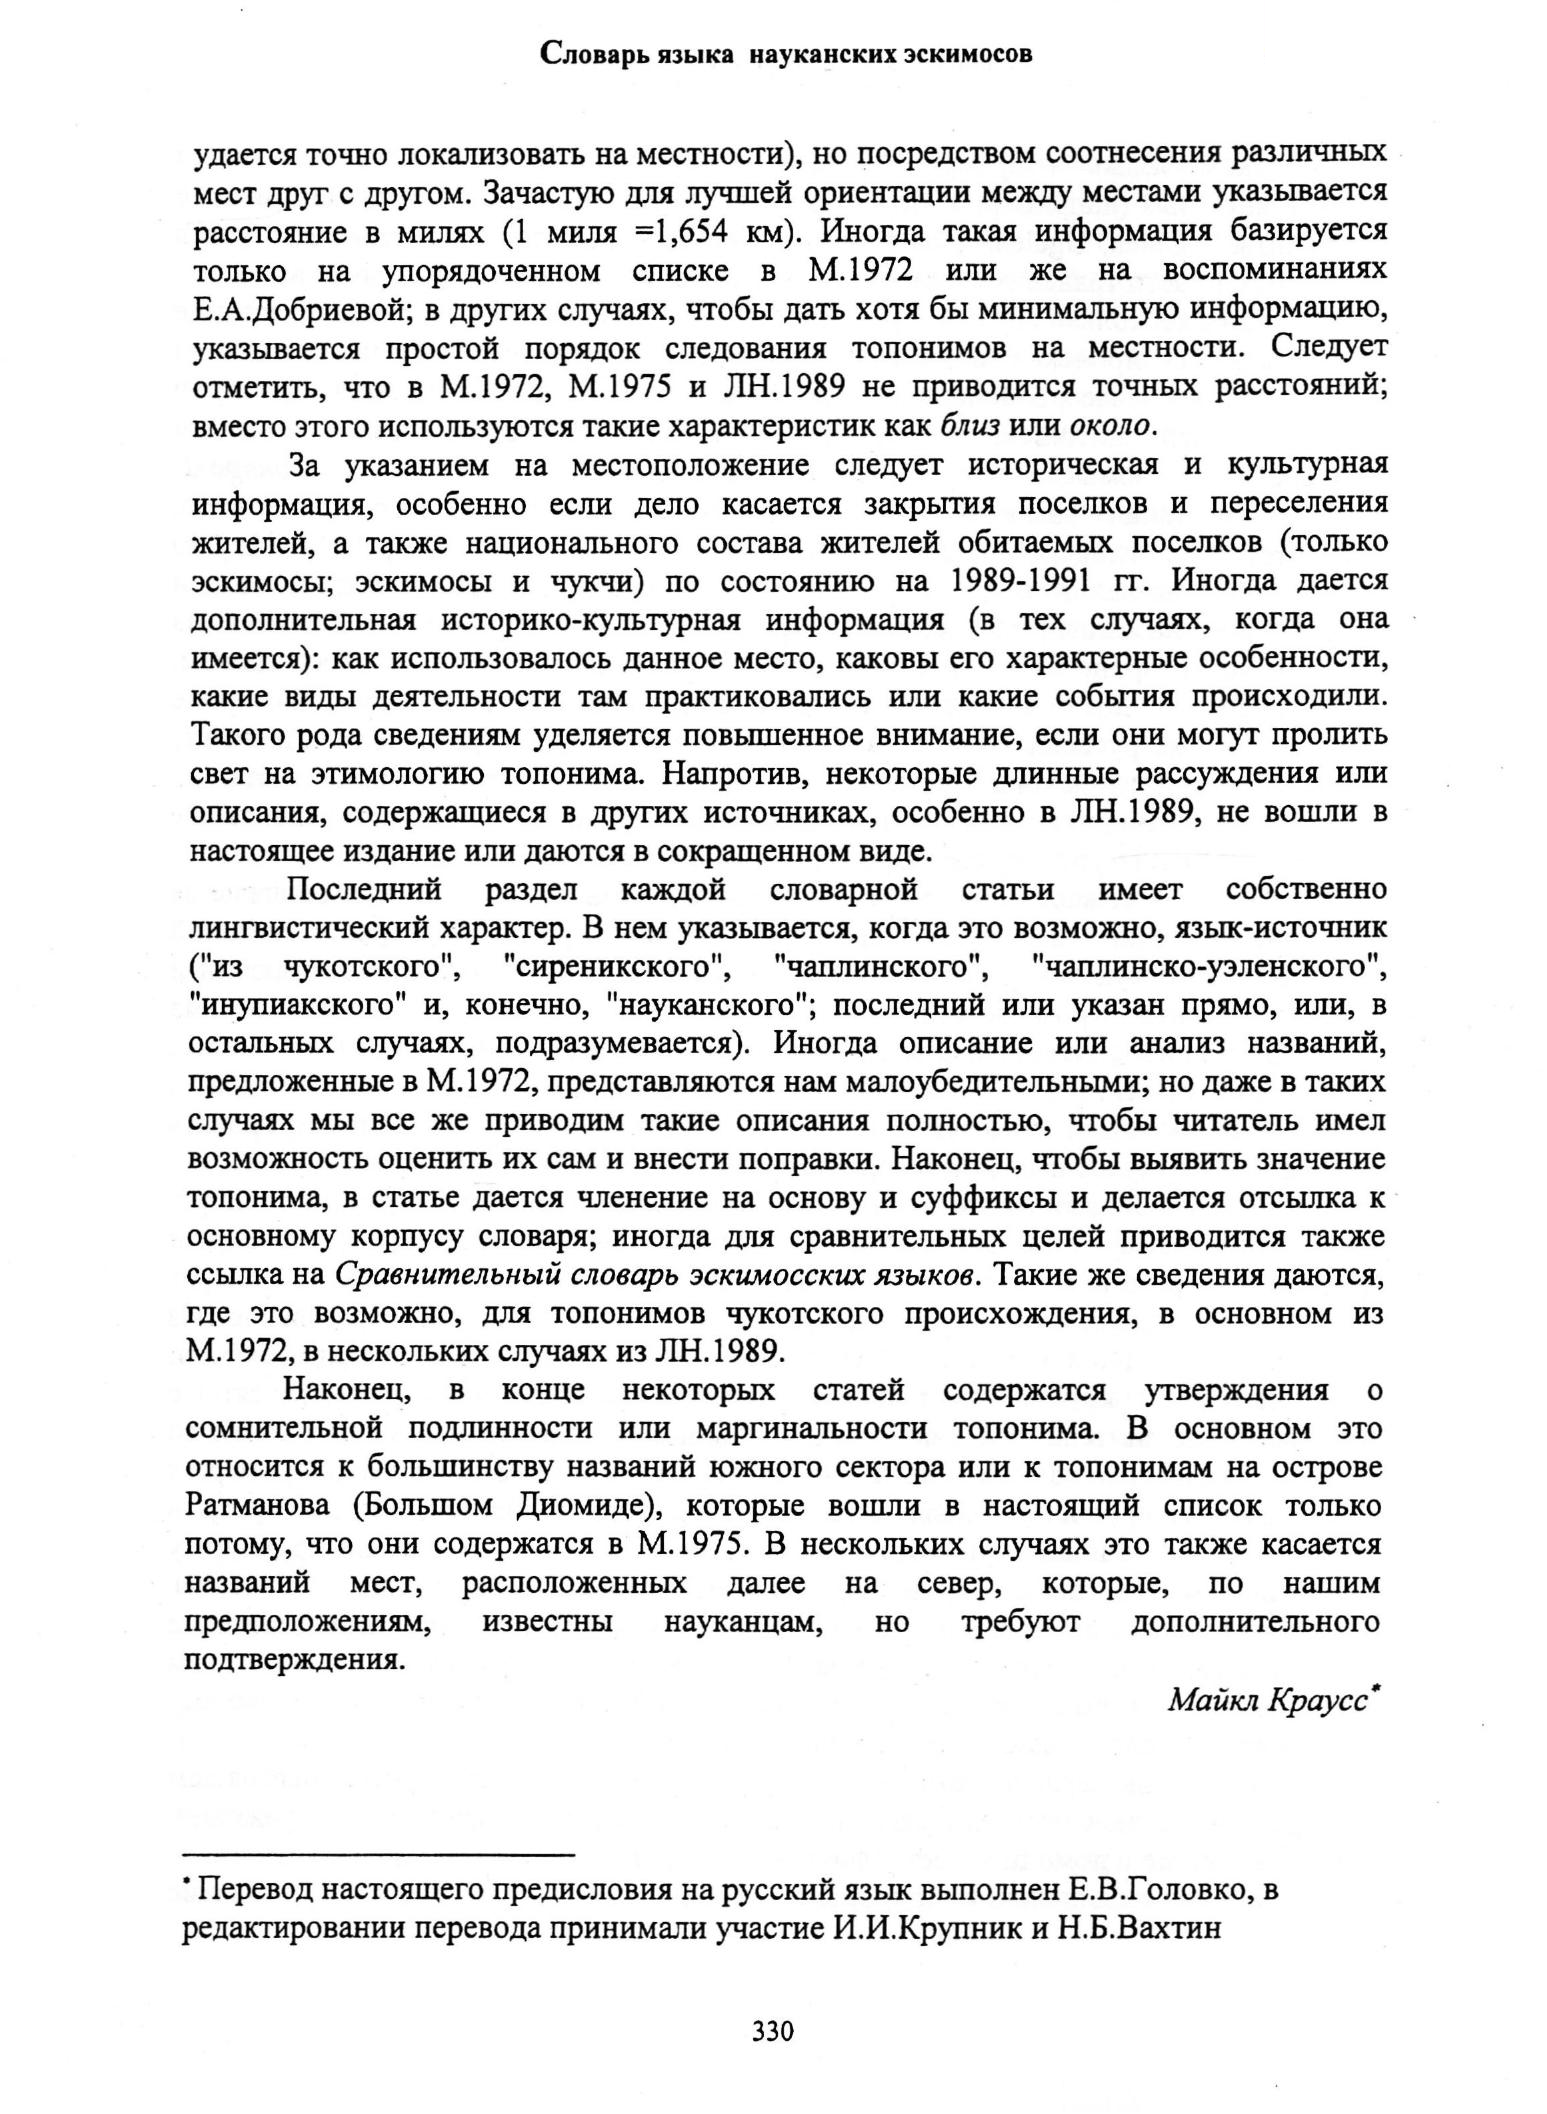 Словарь языка науканских эскимосов
удается точно локализовать на местности), но посредством соотнесения различных
мест друг с другом. Зачастую для лучшей ориентации между местами указывается
расстояние в милях (1 миля =1,654 км). Иногда такая информация базируется
только на упорядоченном списке в М.1972 или же на воспоминаниях
Е.А.Добриевой; в других случаях, чтобы дать хотя бы минимальную информацию,
указывается простой порядок следования топонимов на местности. Следует
отметить, что в М.1972, М.1975 и ЛН.1989 не приводится точных расстояний;
вместо этого используются такие характеристик как близ или около.
За указанием на местоположение следует историческая и культурная
информация, особенно если дело касается закрытия поселков и переселения
жителей, а также национального состава жителей обитаемых поселков (только
эскимосы; эскимосы и чукчи) по состоянию на 1989-1991 гг. Иногда дается
дополнительная историко-культурная информация (в тех случаях, когда она
имеется): как использовалось данное место, каковы его характерные особенности,
какие виды деятельности там практиковались или какие события происходили.
Такого рода сведениям уделяется повышенное внимание, если они могут пролить
свет на этимологию топонима. Напротив, некоторые длинные рассуждения или
описания, содержащиеся в других источниках, особенно в ЛН.1989, не вошли в
настоящее издание или даются в сокращенном виде.
Последний раздел каждой словарной статьи имеет собственно
лингвистический характер. В нем указывается, когда это возможно, язык-источник
("из чукотского", "сиреникского", "чаплинского", "чаплинско-уэленского",
"инупиакского" и, конечно, "науканского"; последний или указан прямо, или, в
остальных случаях, подразумевается). Иногда описание или анализ названий,
предложенные в М.1972, представляются нам малоубедительными; но даже в таких
случаях мы все же приводим такие описания полностью, чтобы читатель имел
возможность оценить их сам и внести поправки. Наконец, чтобы выявить значение
топонима, в статье дается членение на основу и суффиксы и делается отсылка к
основному корпусу словаря; иногда для сравнительных целей приводится также
ссылка на Сравнительный словарь эскимосских языков. Такие же сведения даются,
где это возможно, для топонимов чукотского происхождения, в основном из
М.1972, в нескольких случаях из ЛН.1989.
Наконец, в конце некоторых статей содержатся утверждения о
сомнительной подлинности или маргинальности топонима. В основном это
относится к большинству названий южного сектора или к топонимам на острове
Ратманова (Большом Диомиде), которые вошли в настоящий список только
потому, что они содержатся в М.1975. В нескольких случаях это также касается
названий мест, расположенных далее на север, которые, по нашим
предположениям, известны науканцам, но требуют дополнительного
подтверждения.
Майкл Краусс*
* Перевод настоящего предисловия на русский язык выполнен Е.В.Головко, в
редактировании перевода принимали участие И.И.Крупник и Н.Б.Вахтин
330